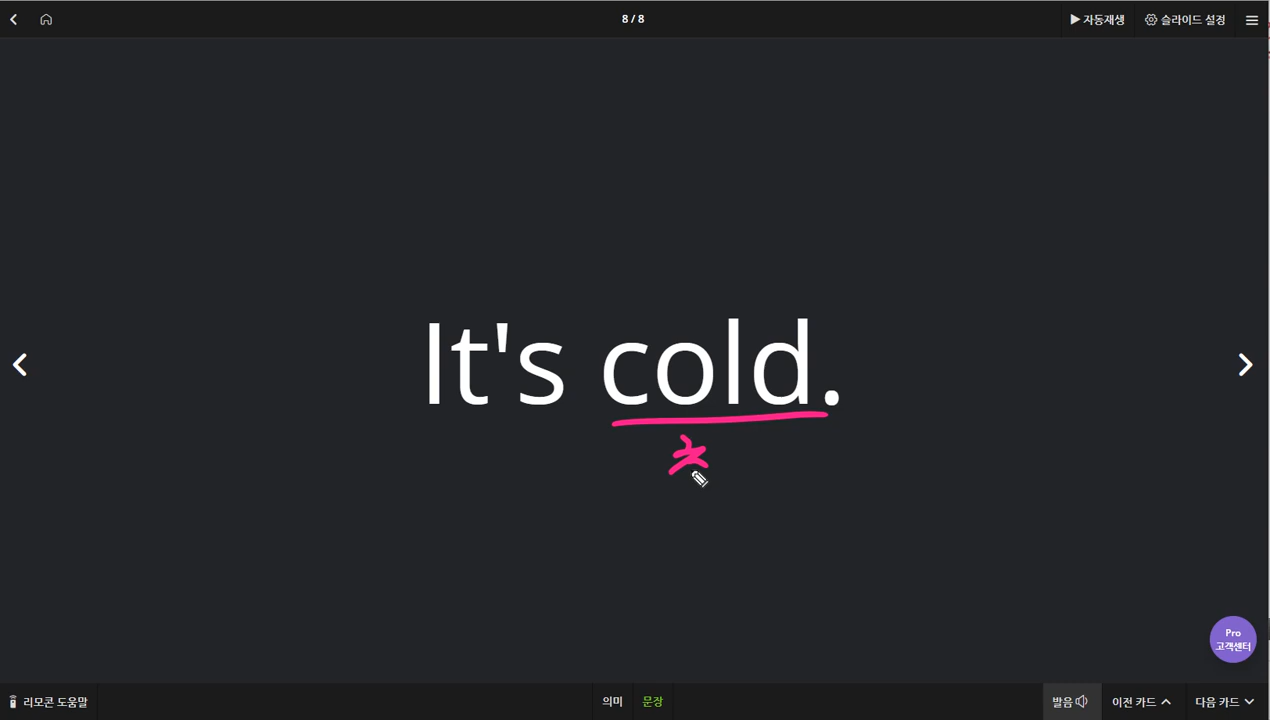 8 / 8
자동재생
슬라이드 설정
It's cold.
ㅊ
Pro
고객센터
리모콘 도움말
의미
문장
발음
이전 카드
다음 카드